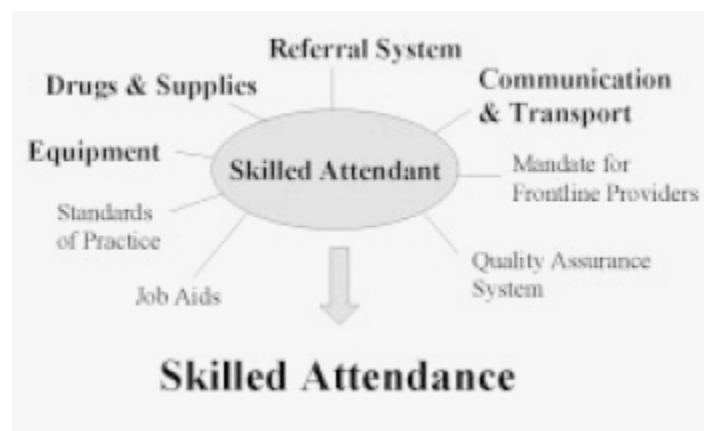 Referral System
Drugs & Supplies
Communication
& Transport
Equipment
Skilled Attendant
Mandate for
Frontline Providers
Standards
of Practice
Quality Assurance
System
Job Aids
Skilled Attendance